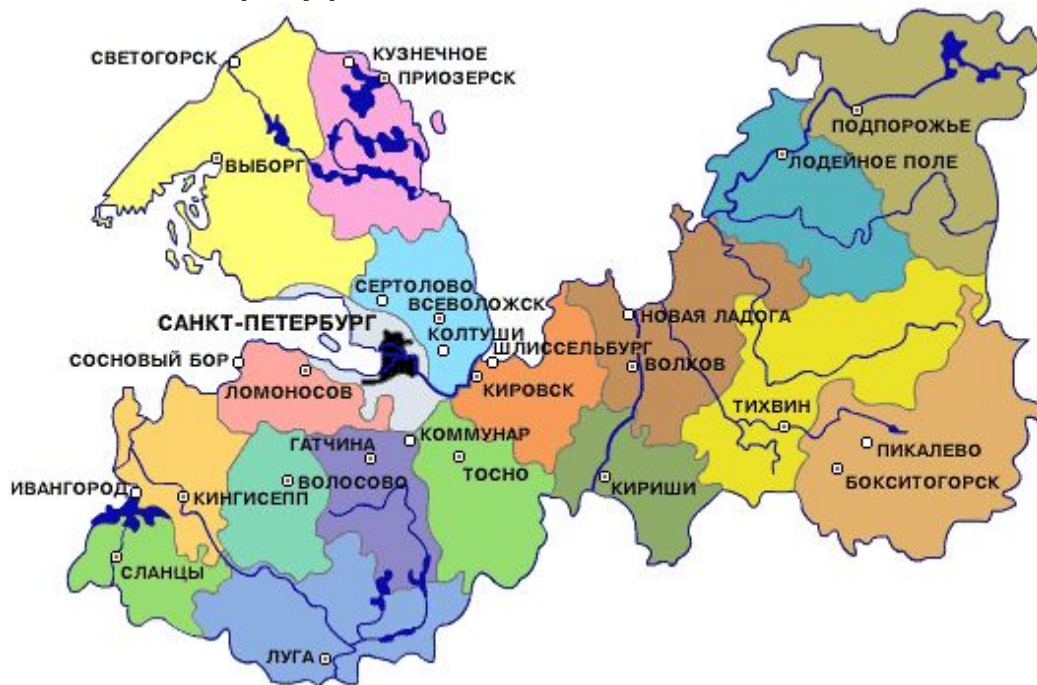 СВЕТОГОРСК
КУЗНЕЧНОЕ
ПРИОЗЕРСК
ПОДПОРОЖЬЕ
ЛОДЕЙНОЕ ПОЛЕ
ВЫБОРГ
СЕРТОЛОВО
ВСЕВОЛОЖСК
САНКТ-ПЕТЕРБУРГ
КОЛТУШИ
НОВАЯ ЛАДОГА
ШЛИССЕЛЬБУРГ
СОСНОВЫЙ БОР
ВОЛХОВ
ЛОМОНОСОВ
КИРОВСК
ТИХВИН
ГАТЧИНА
КОММУНАР
ПИКАЛЕВО
ТОСНО
ВОЛОСОВО
КИРИШИ
БОКСИТОГОРСК
ИВАНГОРОД
КИНГИСЕПП
СЛАНЦЫ
ЛУГА